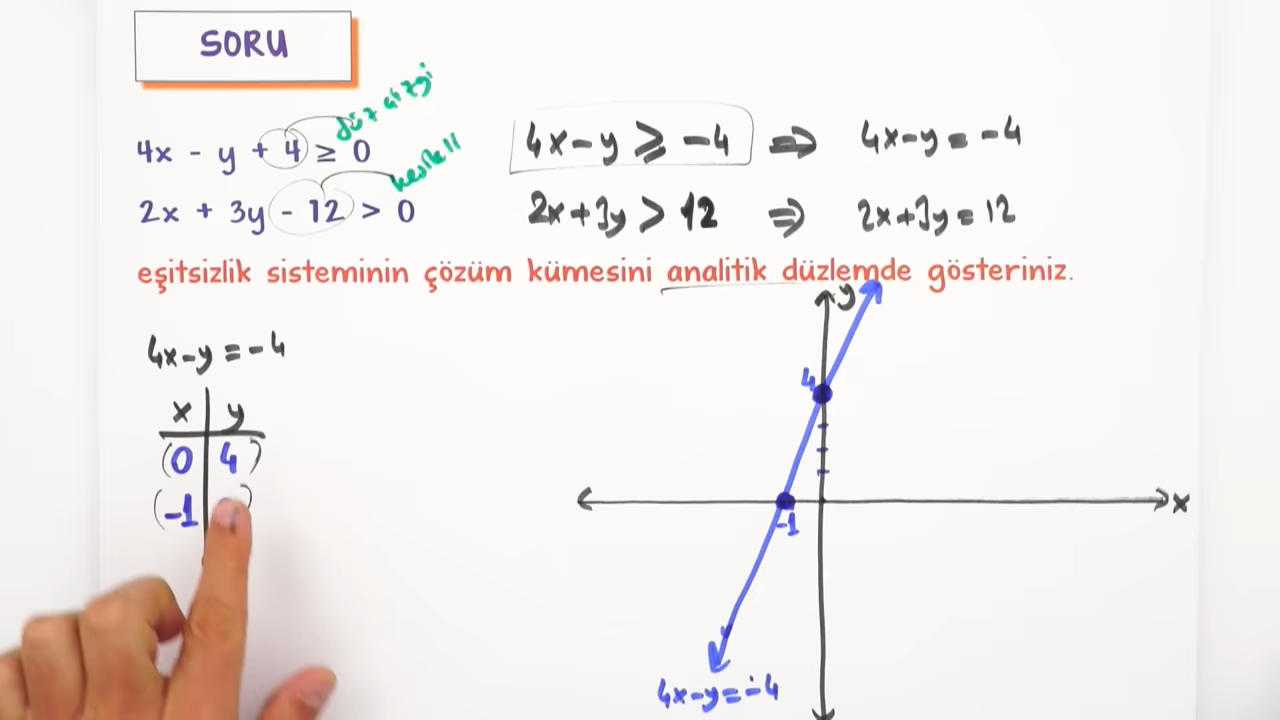 SORU
4x - y + 4 ≥ 0
düz çizgi
2x + 3y - 12 > 0
kesikli
4x-y ⩾ -4 ⇒ 4x-y = -4
2x+3y > 12 ⇒ 2x+3y = 12
eşitsizlik sisteminin çözüm kümesini analitik düzlemde gösteriniz.
4x-y = -4
x y
(0 4)
(-1 )
y
4
-1
x
4x-y=-4